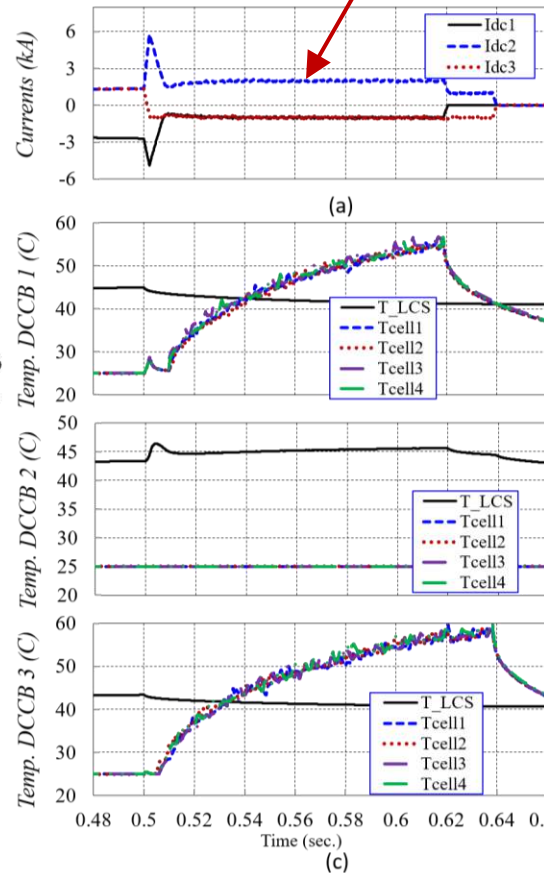 Currents (kA)
6
3
0
-3
-6
Idc1
Idc2
Idc3
(a)
Temp. DCCB 1 (C)
60
50
40
30
20
T_LCS
Tcell1
Tcell2
Tcell3
Tcell4
Temp. DCCB 2 (C)
50
45
40
35
30
25
20
T_LCS
Tcell1
Tcell2
Tcell3
Tcell4
Temp. DCCB 3 (C)
60
50
40
30
20
T_LCS
Tcell1
Tcell2
Tcell3
Tcell4
0.48 0.5 0.52 0.54 0.56 0.58 0.6 0.62 0.64
Time (sec.)
(c)